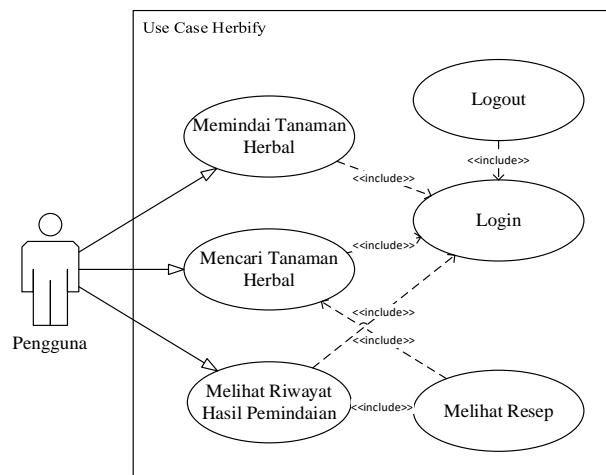 Use Case Herbify
Logout
Memindai Tanaman
Herbal
<<include>>
<<include>>
Login
Mencari Tanaman
Herbal
<<include>>
Pengguna
<<include>>
<<include>>
Melihat Riwayat
Hasil Pemindaian
<<include>>
Melihat Resep